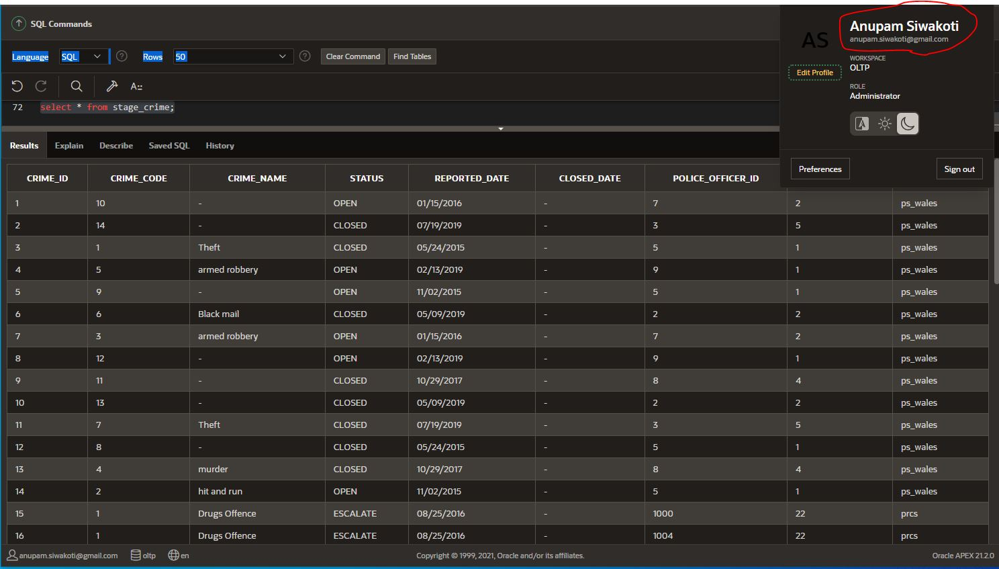 SQL Commands
Language SQL Rows 50 Clear Command Find Tables
A::
72 select * from stage_crime;
AS
Anupam Siwakoti
anupam.siwakoti@gmail.com
Edit Profile
WORKSPACE
OLTP
ROLE
Administrator
Preferences Sign out
Results Explain Describe Saved SQL History
CRIME_ID CRIME_CODE CRIME_NAME STATUS REPORTED_DATE CLOSED_DATE POLICE_OFFICER_ID
1 10 - OPEN 01/15/2016 - 7 2 ps_wales
2 14 - CLOSED 07/19/2019 - 3 5 ps_wales
3 1 Theft CLOSED 05/24/2015 - 5 1 ps_wales
4 5 armed robbery OPEN 02/13/2019 - 9 1 ps_wales
5 9 - OPEN 11/02/2015 - 5 1 ps_wales
6 6 Black mail CLOSED 05/09/2019 - 2 2 ps_wales
7 3 armed robbery OPEN 01/15/2016 - 7 2 ps_wales
8 12 - OPEN 02/13/2019 - 9 1 ps_wales
9 11 - CLOSED 10/29/2017 - 8 4 ps_wales
10 13 - CLOSED 05/09/2019 - 2 2 ps_wales
11 7 Theft CLOSED 07/19/2019 - 3 5 ps_wales
12 8 - CLOSED 05/24/2015 - 5 1 ps_wales
13 4 murder CLOSED 10/29/2017 - 8 4 ps_wales
14 2 hit and run OPEN 11/02/2015 - 5 1 ps_wales
15 1 Drugs Offence ESCALATE 08/25/2016 - 1000 22 prcs
16 1 Drugs Offence ESCALATE 08/25/2016 - 1004 22 prcs
anupam.siwakoti@gmail.com oltp en Copyright © 1999, 2021, Oracle and/or its affiliates. Oracle APEX 21.2.0